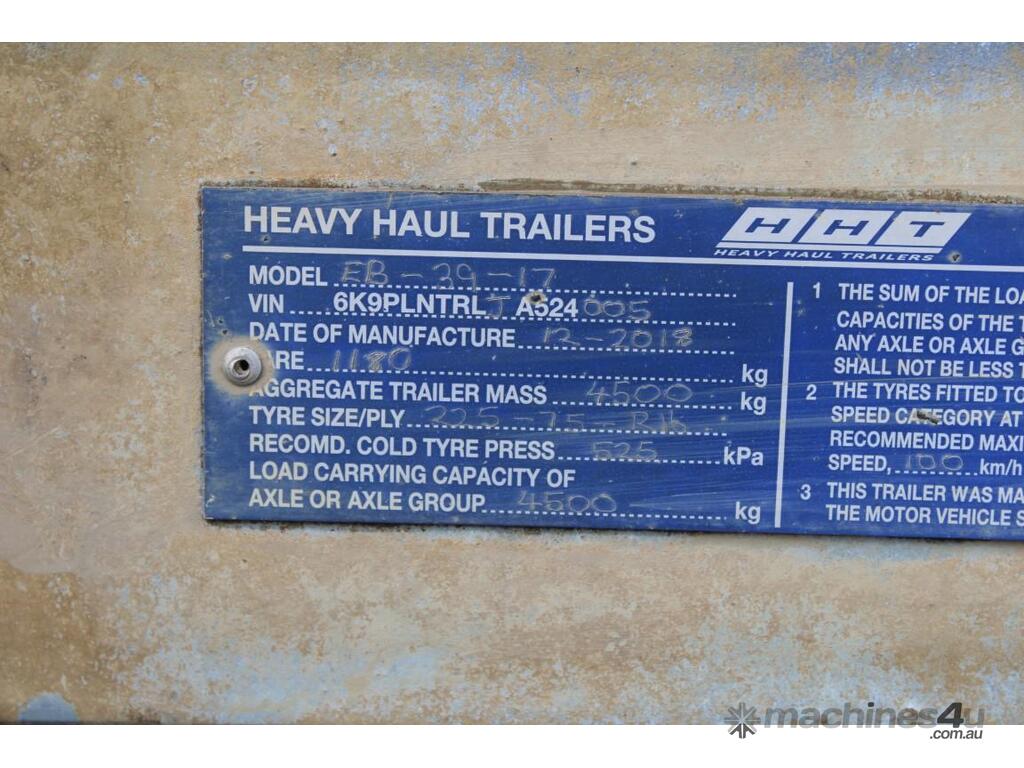 HEAVY HAUL TRAILERS
HHT
HEAVY HAUL TRAILERS
MODEL EB-39-17
VIN 6K9PLNTRL J A524 005
DATE OF MANUFACTURE 12-2018
TARE 1180 kg
AGGREGATE TRAILER MASS 4500 kg
TYRE SIZE/PLY 225-75-R16
RECOMD. COLD TYRE PRESS 525 kPa
LOAD CARRYING CAPACITY OF
AXLE OR AXLE GROUP 4500 kg
1 THE SUM OF THE LOA
CAPACITIES OF THE T
ANY AXLE OR AXLE G
SHALL NOT BE LESS T
2 THE TYRES FITTED TO
SPEED CATEGORY AT
RECOMMENDED MAXI
SPEED, 100 km/h
3 THIS TRAILER WAS MA
THE MOTOR VEHICLE S
machines4u
.com.au